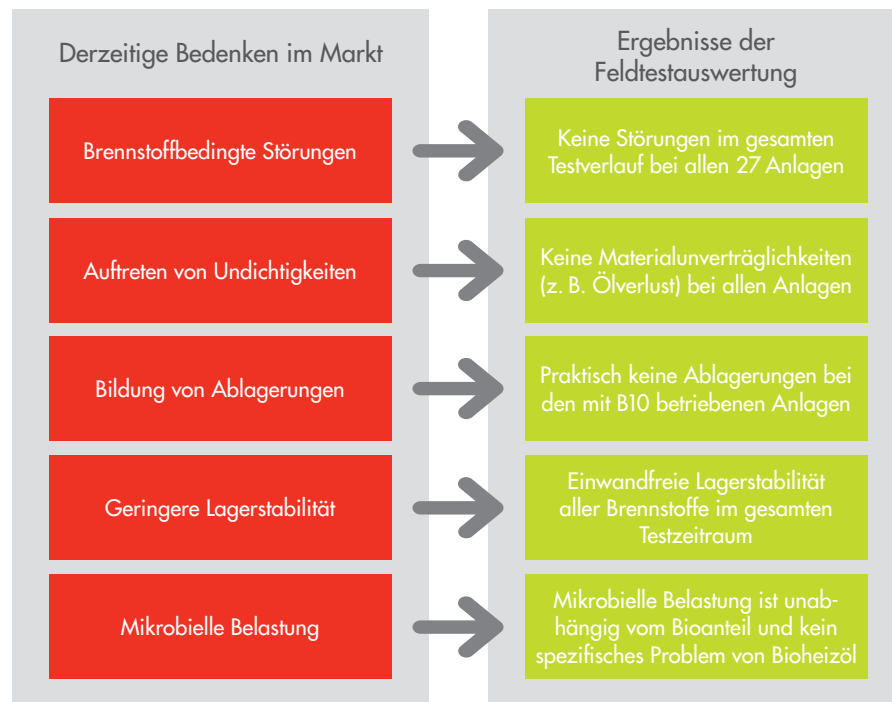 Derzeitige Bedenken im Markt
Ergebnisse der
Feldtestauswertung
Brennstoffbedingte Störungen
Keine Störungen im gesamten
Testverlauf bei allen 27 Anlagen
Auftreten von Undichtigkeiten
Keine Materialunverträglichkeiten
(z. B. Ölverlust) bei allen Anlagen
Bildung von Ablagerungen
Praktisch keine Ablagerungen bei
den mit B10 betriebenen Anlagen
Geringere Lagerstabilität
Einwandfreie Lagerstabilität
aller Brennstoffe im gesamten
Testzeitraum
Mikrobielle Belastung
Mikrobielle Belastung ist unab-
hängig vom Bioanteil und kein
spezifisches Problem von Bioheizöl